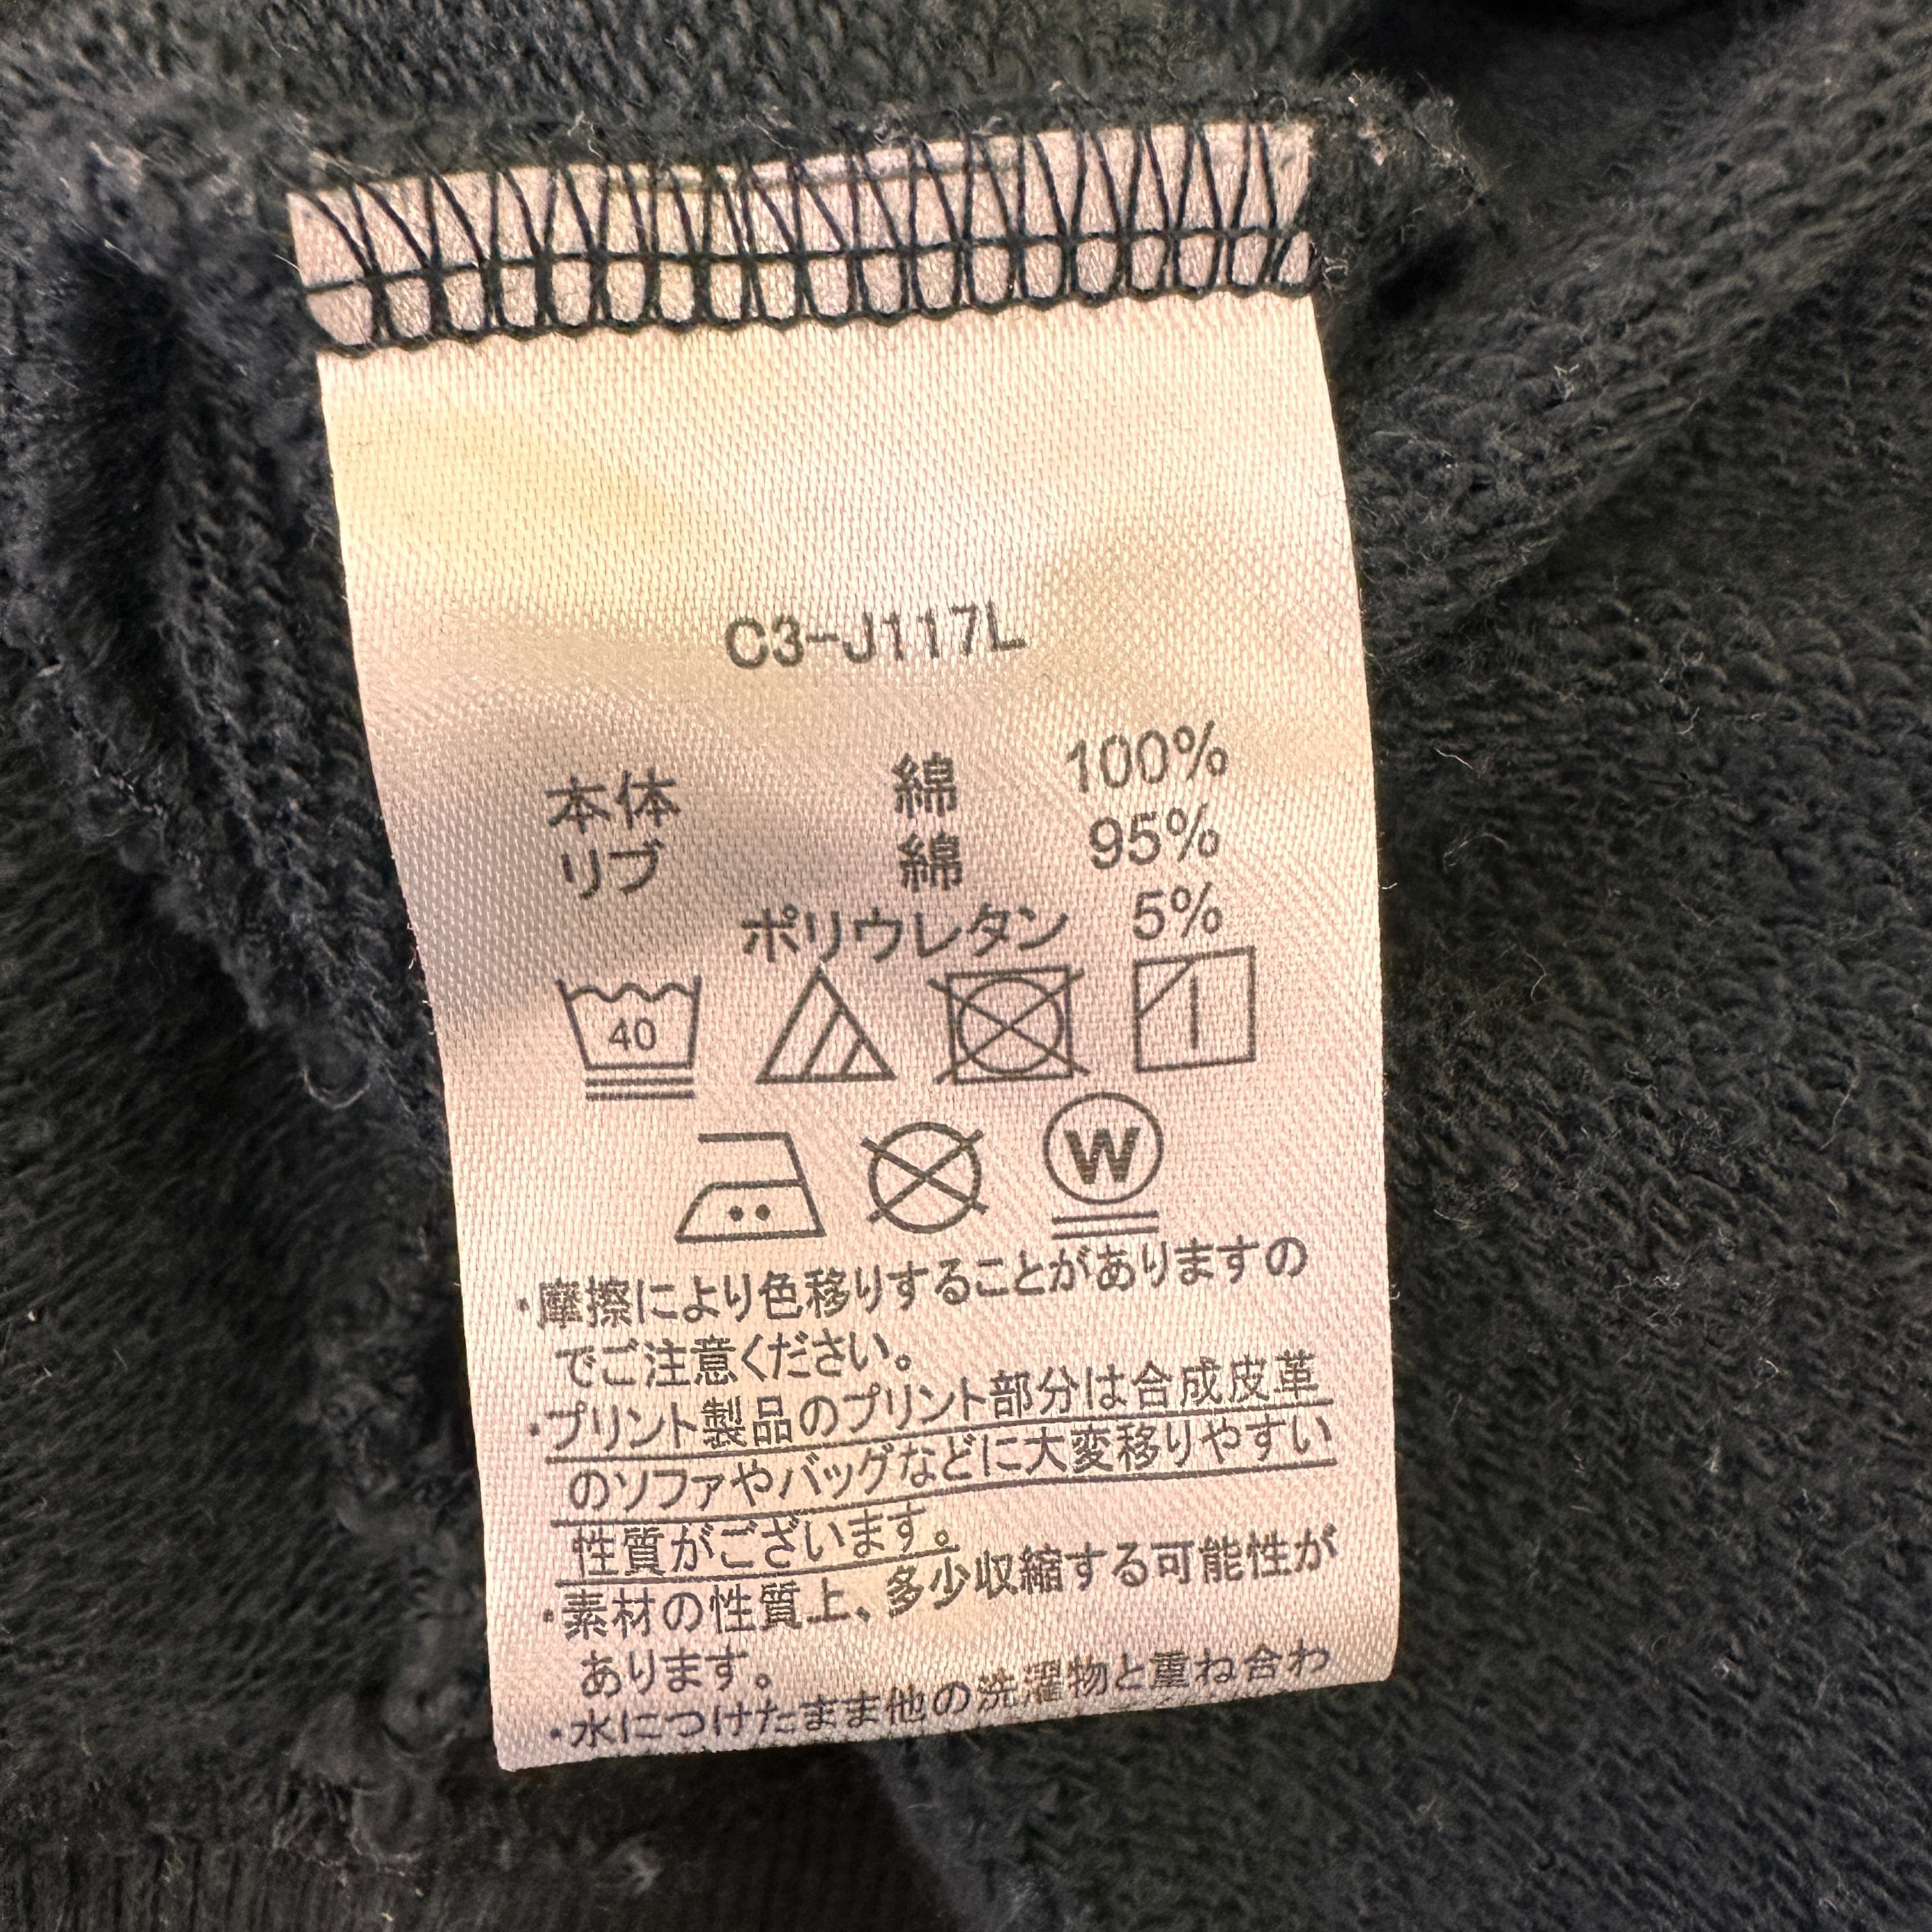 C3-J117L
本体 綿 100%
リブ 綿 95%
ポリウレタン 5%
40
W
・摩擦により色移りすることがありますの
でご注意ください。
・プリント製品のプリント部分は合成皮革
のソファやバッグなどに大変移りやすい
性質がございます。
・素材の性質上、多少収縮する可能性が
あります。
・水につけたまま他の洗濯物と重ね合わ